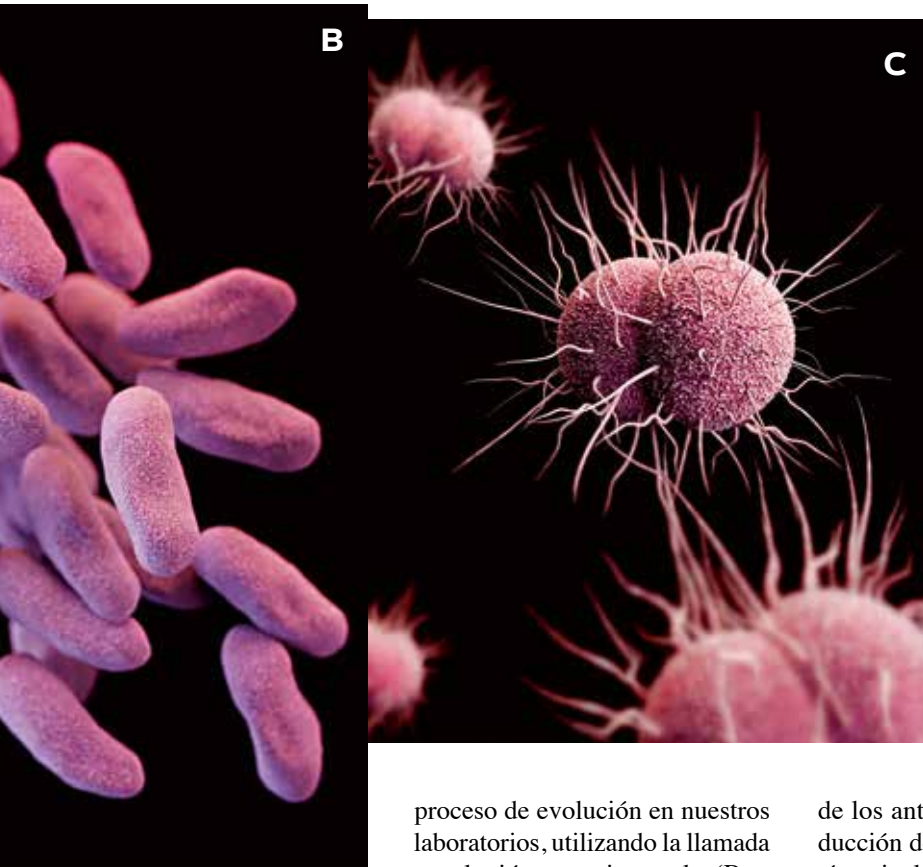 B
C
proceso de evolución en nuestros
laboratorios, utilizando la llamada
de los ant
ducción d